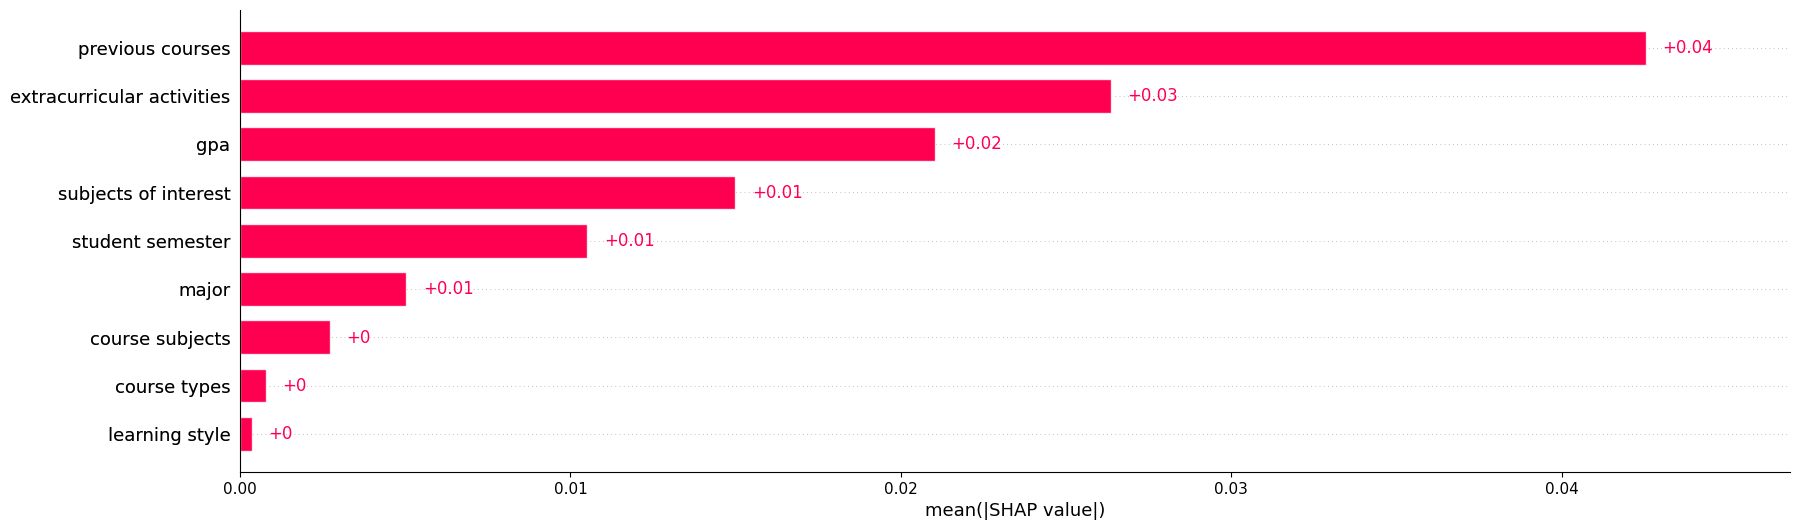 previous courses +0.04
extracurricular activities +0.03
gpa +0.02
subjects of interest +0.01
student semester +0.01
major +0.01
course subjects +0
course types +0
learning style +0
0.00 0.01 0.02 0.03 0.04
mean(|SHAP value|)